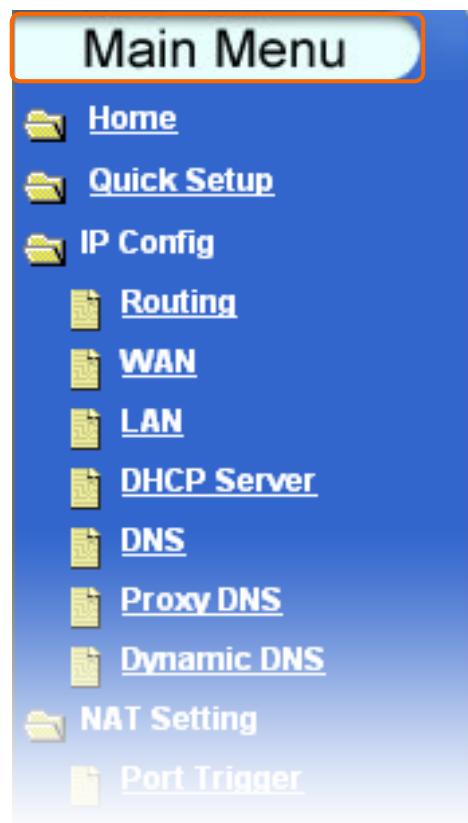 Main Menu
Home
Quick Setup
IP Config
Routing
WAN
LAN
DHCP Server
DNS
Proxy DNS
Dynamic DNS
NAT Setting
Port Trigger